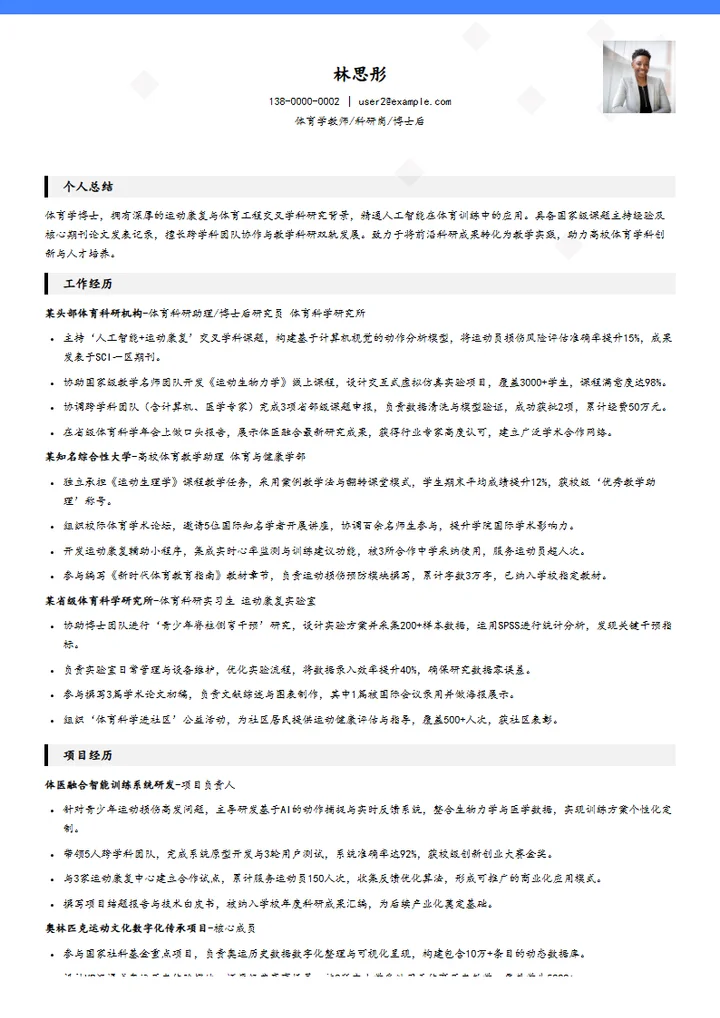 林思彤
138-0000-0002 | user2@example.com
体育学教师/科研岗/博士后
个人总结
体育学博士，拥有深厚的运动康复与体育工程交叉学科研究背景，精通人工智能在体育训练中的应用。具备国家级课题主持经验及
核心期刊论文发表记录，擅长跨学科团队协作与教学科研双轨发展。致力于将前沿科研成果转化为教学实践，助力高校体育学科创
新与人才培养。
工作经历
某头部体育科研机构-体育科研助理/博士后研究员 体育科学研究所
• 主持‘人工智能+运动康复’交叉学科课题，构建基于计算机视觉的动作分析模型，将运动员损伤风险评估准确率提升15%，成果
发表于SCI一区期刊。
• 协助国家级教学名师团队开发《运动生物力学》线上课程，设计交互式虚拟仿真实验项目，覆盖3000+学生，课程满意度达98%。
• 协调跨学科团队（含计算机、医学专家）完成3项省部级课题申报，负责数据清洗与模型验证，成功获批2项，累计经费50万元。
• 在省级体育科学年会上做口头报告，展示体医融合最新研究成果，获得行业专家高度认可，建立广泛学术合作网络。
某知名综合性大学-高校体育教学助理 体育与健康学部
• 独立承担《运动生理学》课程教学任务，采用案例教学法与翻转课堂模式，学生期末平均成绩提升12%，获校级‘优秀教学助
理’称号。
• 组织校际体育学术论坛，邀请5位国际知名学者开展讲座，协调百余名师生参与，提升学院国际学术影响力。
• 开发运动康复辅助小程序，集成实时心率监测与训练建议功能，被3所合作中学采纳使用，服务运动员超人次。
• 参与编写《新时代体育教育指南》教材章节，负责运动损伤预防模块撰写，累计字数3万字，已纳入学校指定教材。
某省级体育科学研究所-体育科研实习生 运动康复实验室
• 协助博士团队进行‘青少年脊柱侧弯干预’研究，设计实验方案并采集200+样本数据，运用SPSS进行统计分析，发现关键干预指
标。
• 负责实验室日常管理与设备维护，优化实验流程，将数据录入效率提升40%，确保研究数据零误差。
• 参与撰写3篇学术论文初稿，负责文献综述与图表制作，其中1篇被国际会议录用并做海报展示。
• 组织‘体育科学进社区’公益活动，为社区居民提供运动健康评估与指导，覆盖500+人次，获社区表彰。
项目经历
体医融合智能训练系统研发-项目负责人
• 针对青少年运动损伤高发问题，主导研发基于AI的动作捕捉与实时反馈系统，整合生物力学与医学数据，实现训练方案个性化定
制。
• 带领5人跨学科团队，完成系统原型开发与3轮用户测试，系统准确率达92%，获校级创新创业大赛金奖。
• 与3家运动康复中心建立合作试点，累计服务运动员150人次，收集反馈优化算法，形成可推广的商业化应用模式。
• 撰写项目结题报告与技术白皮书，被纳入学校年度科研成果汇编，为后续产业化奠定基础。
奥林匹克运动文化数字化传承项目-核心成员
• 参与国家社科基金重点项目，负责奥运历史数据数字化整理与可视化呈现，构建包含10万+条目的动态数据库。